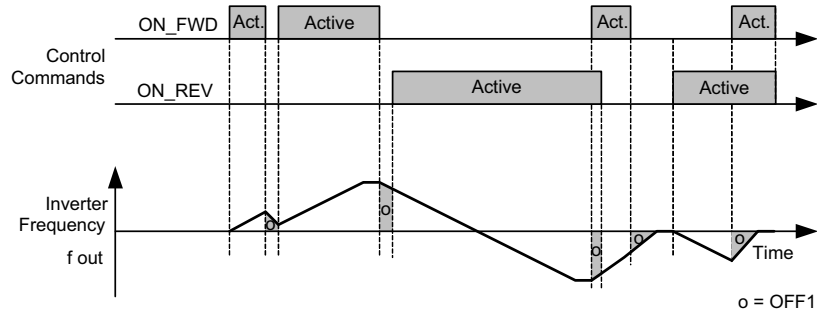 ON_FWD
Act.
Active
Act.
Act.
Control
Commands
ON_REV
Active
Active
Inverter
Frequency
f out
o
o
o
o
o
Time
o = OFF1